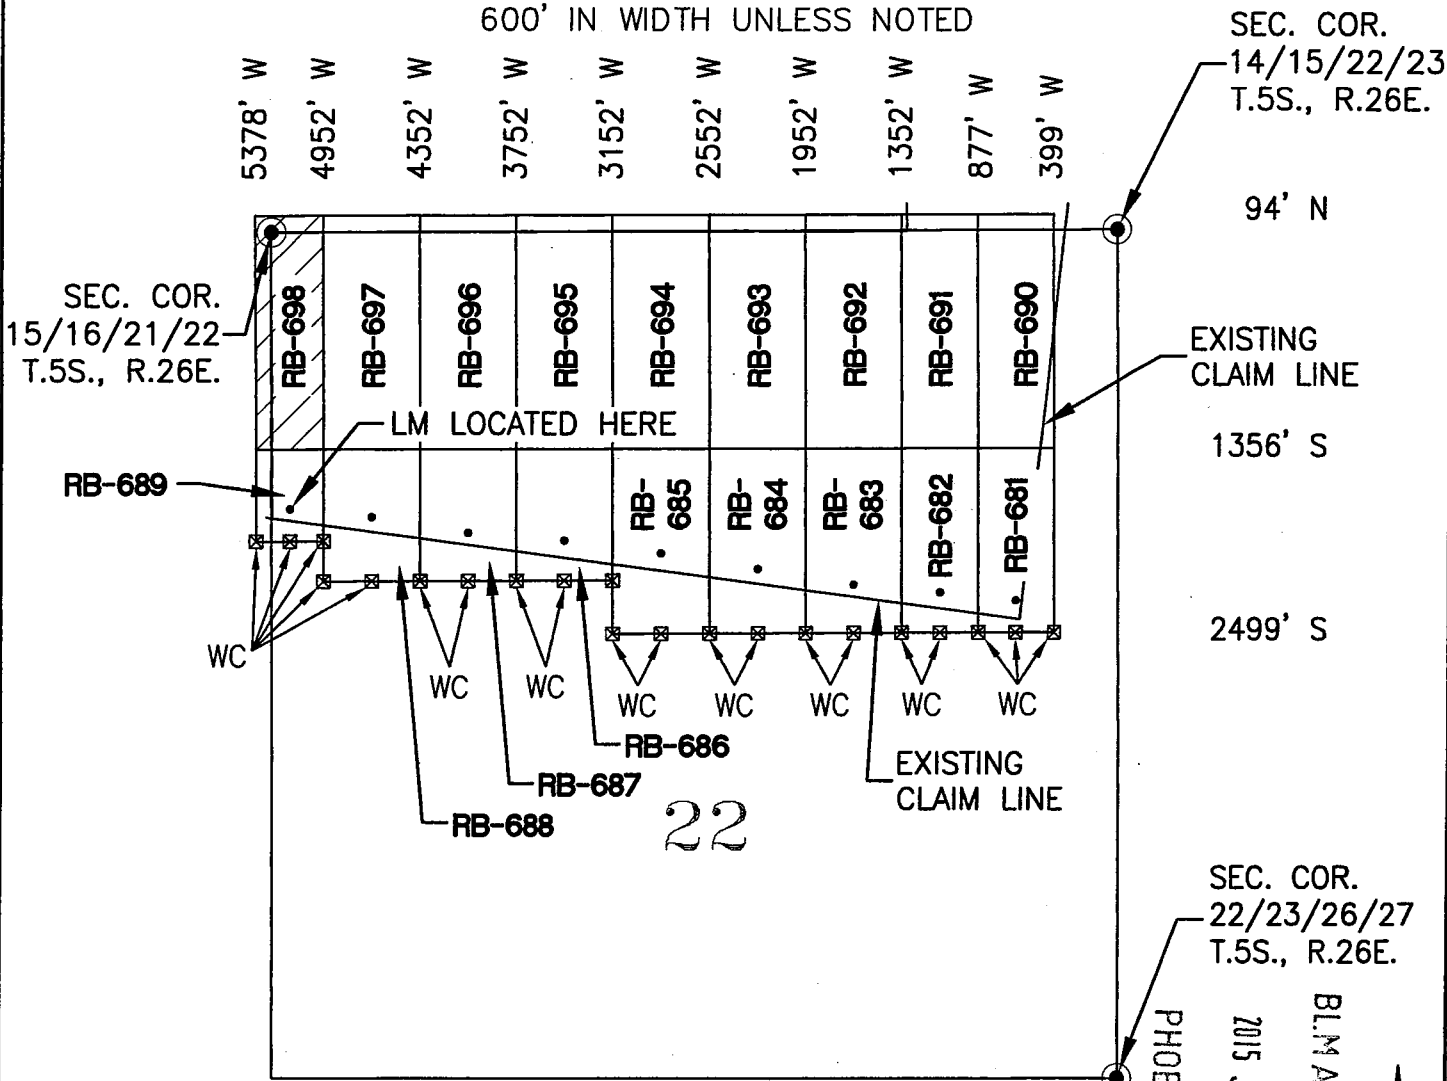 600' IN WIDTH UNLESS NOTED
SEC. COR.
14/15/22/23
T.5S., R.26E.
5378' W
4952' W
4352' W
3752' W
3152' W
2552' W
1952' W
1352' W
877' W
399' W
94' N
SEC. COR.
15/16/21/22
T.5S., R.26E.
RB-698
RB-697
RB-696
RB-695
RB-694
RB-693
RB-692
RB-691
RB-690
EXISTING
CLAIM LINE
LM LOCATED HERE
1356' S
RB-689
RB-
685
RB-
684
RB-
683
RB-682
RB-681
2499' S
WC
WC
WC
WC
WC
WC
WC
WC
RB-686
RB-687
RB-688
EXISTING
CLAIM LINE
22
SEC. COR.
22/23/26/27
T.5S., R.26E.
BLM A
2015
PHOE